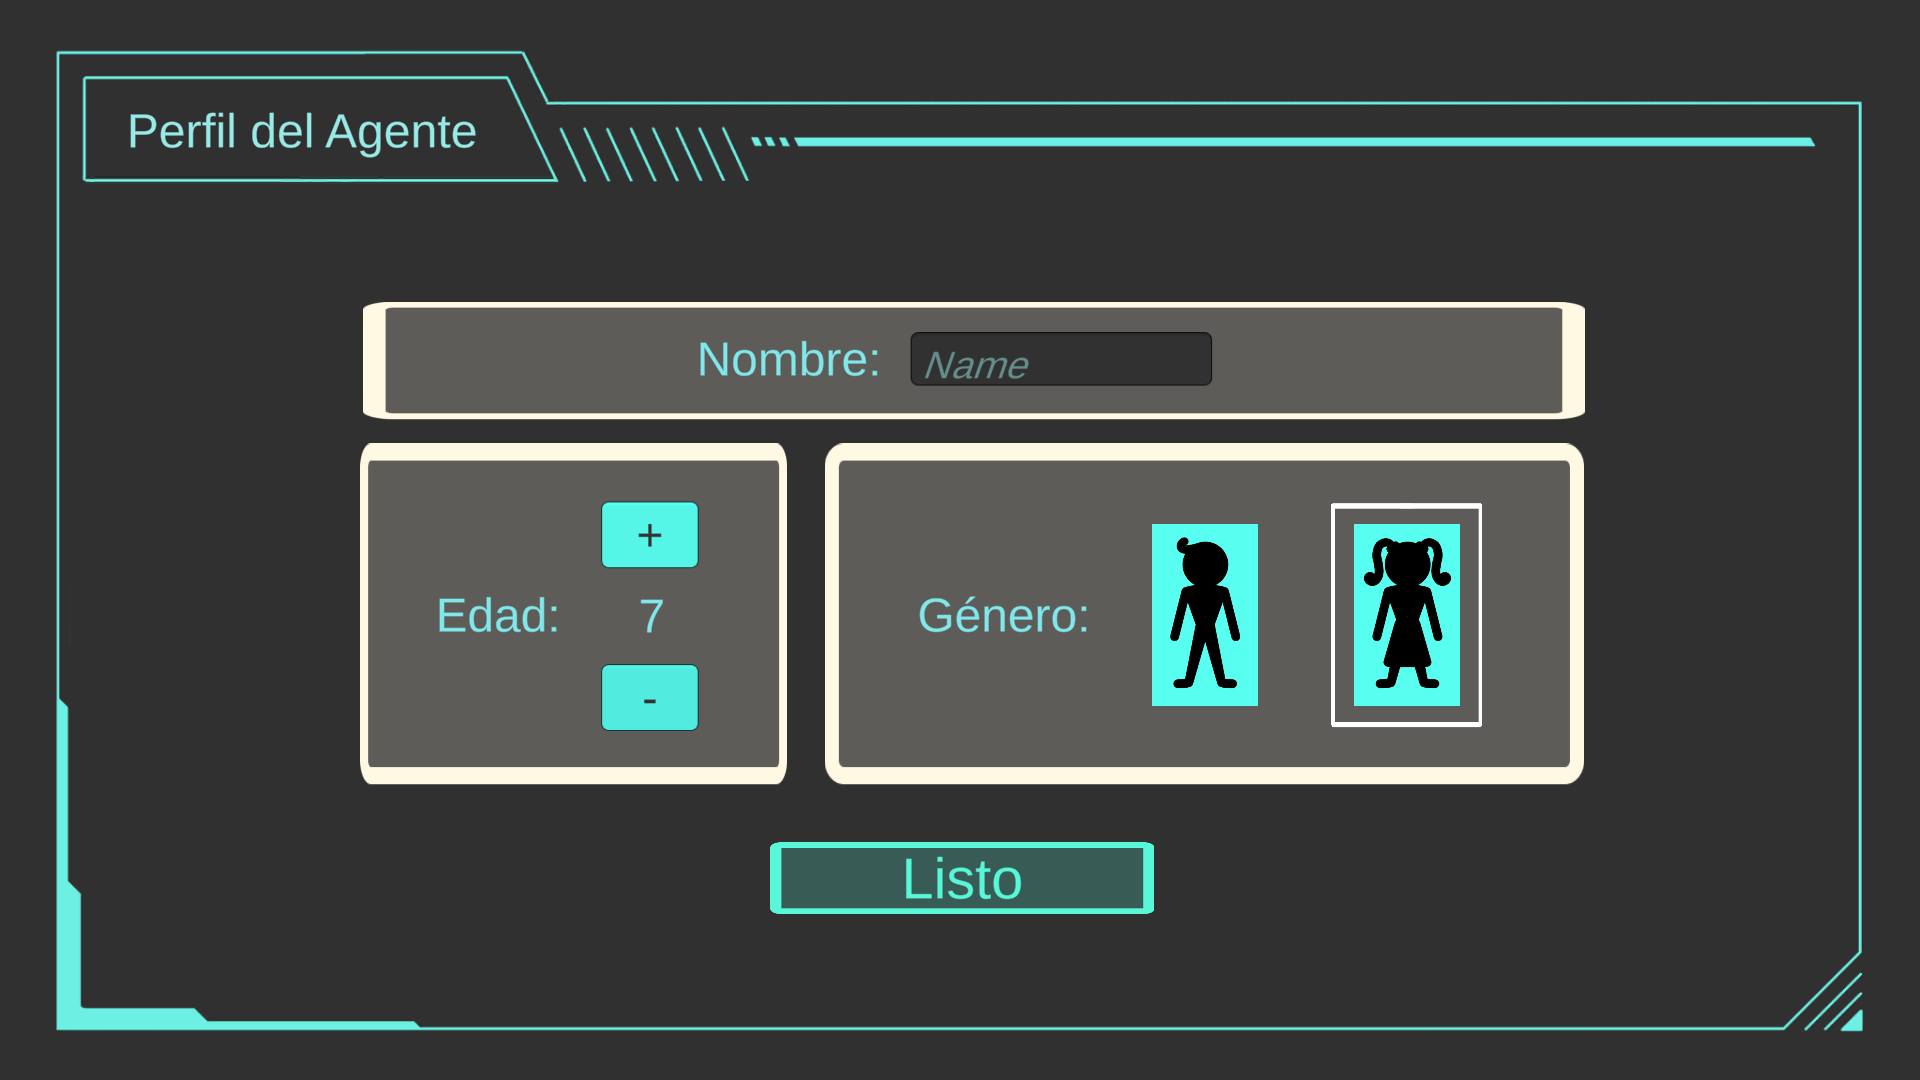 Perfil del Agente
Nombre: Name
+
Edad: 7
-
Género:
Listo